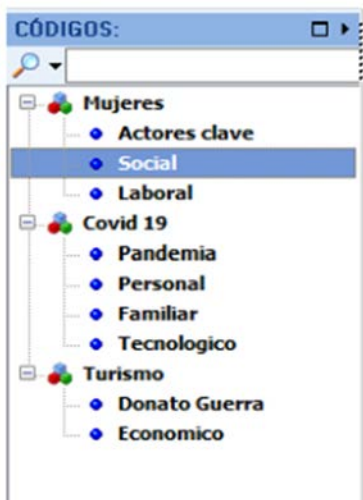 CÓDIGOS:
Mujeres
Actores clave
Social
Laboral
Covid 19
Pandemia
Personal
Familiar
Tecnologico
Turismo
Donato Guerra
Economico